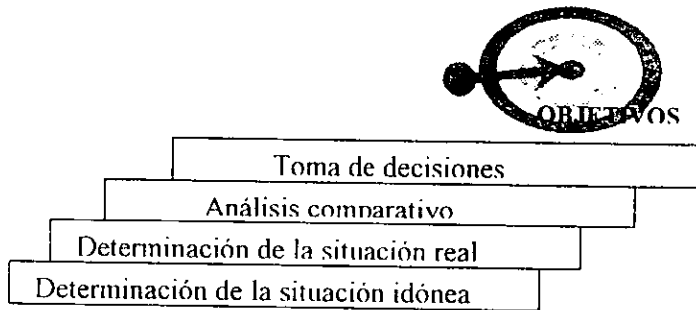 OBJETIVOS
Toma de decisiones
Análisis comparativo
Determinación de la situación real
Determinación de la situación idónea